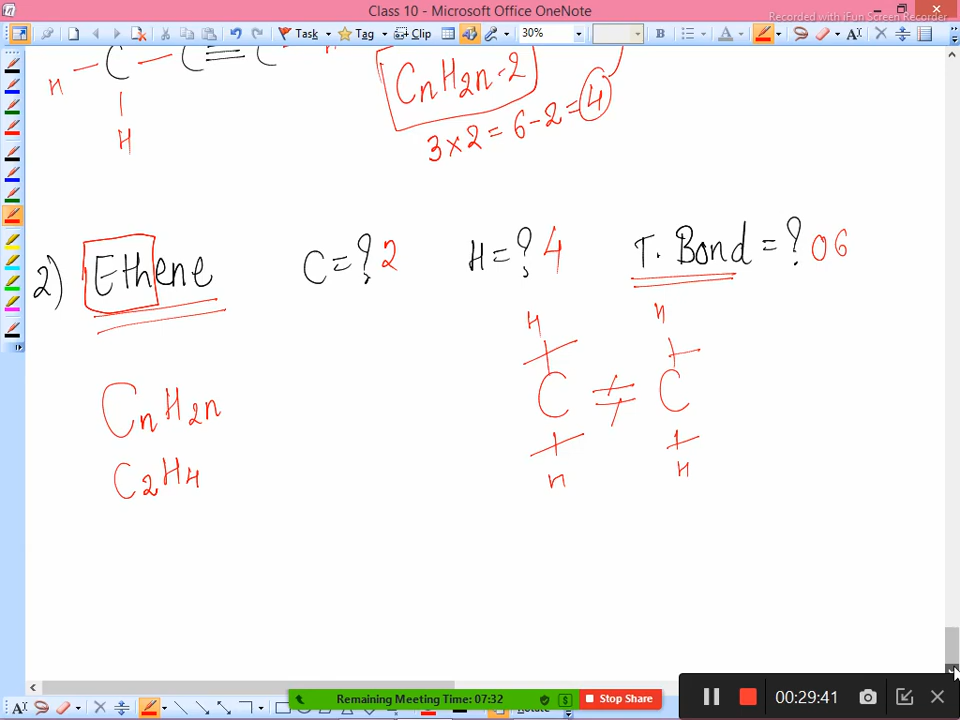 Class 10 - Microsoft Office OneNote
Recorded with iFun Screen Recorder
Task Tag Clip 30% B A
H - C - C ≡ C
H
CnH2n-2
3×2=6-2=4
2) Ethene C=? 2 H=? 4 T. Bond=? 06
H H
CnH2n C = C
C2H4 H H
Remaining Meeting Time: 07:32 $ Stop Share
00:29:41